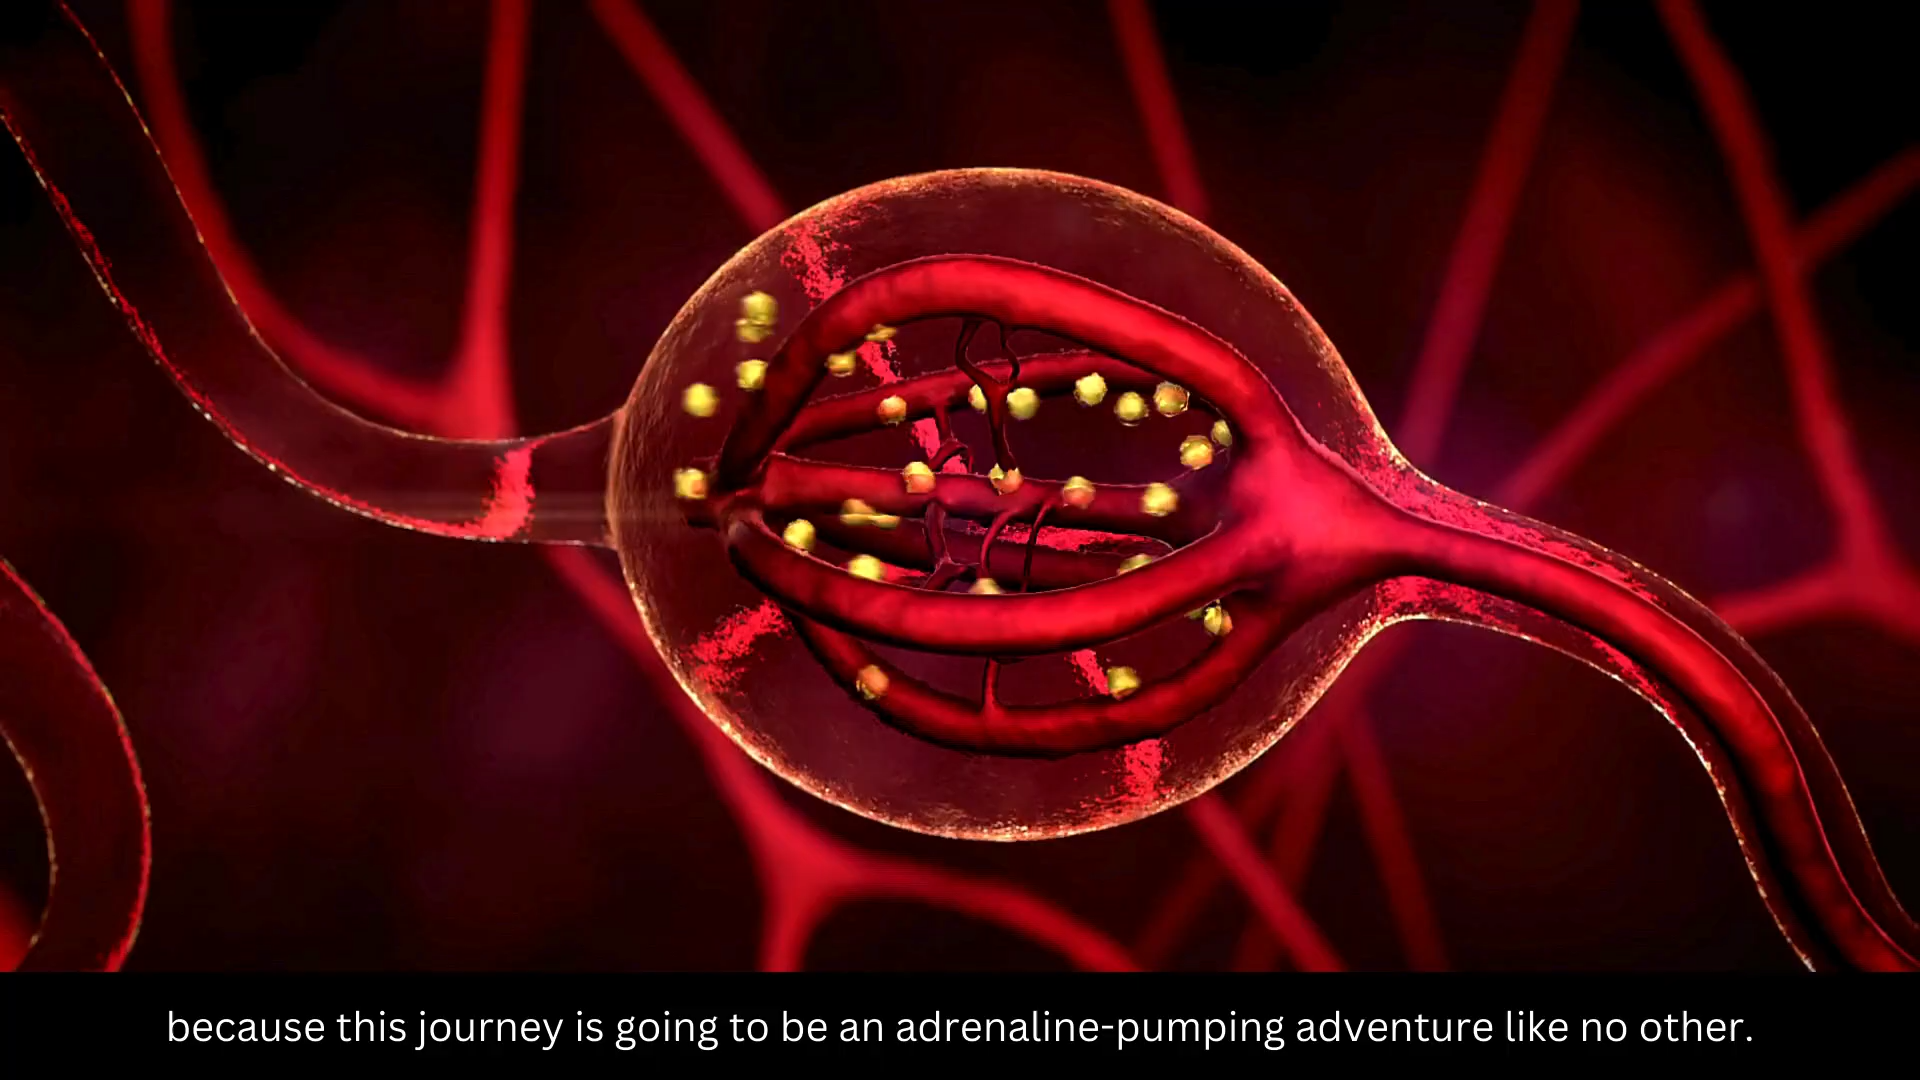 because this journey is going to be an adrenaline-pumping adventure like no other.